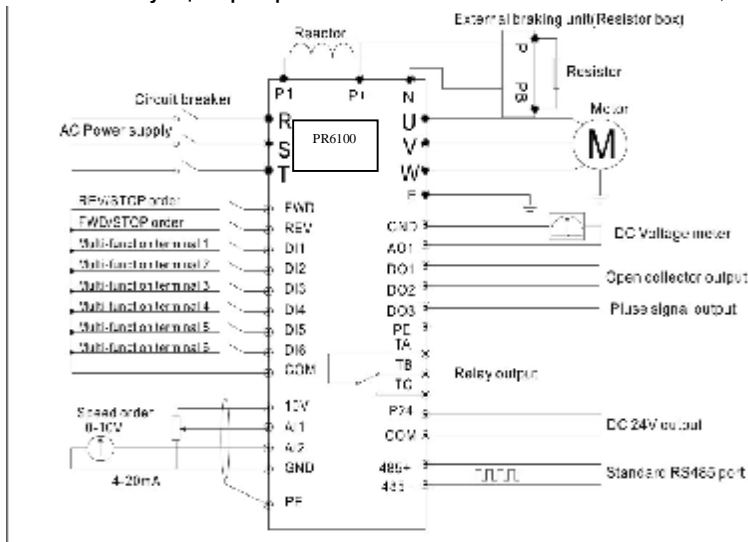 External braking unit(Resistor box)
Reactor
P
Resistor
PB
P1
P+
N
Circuit breaker
Motor
R
U
AC Power supply
PR6100
S
V
M
T
W
E
REV/STOP order
FWD
FWD/STOP order
REV
GND
DC Voltage meter
Multi-function terminal 1
DI1
AO1
Multi-function terminal 2
DI2
DO1
Open collector output
Multi-function terminal 3
DI3
DO2
Multi-function terminal 4
DI4
DO3
Pluse signal output
Multi-function terminal 5
DI5
PE
Multi-function terminal 6
DI6
TA
COM
TB
Relay output
TC
10V
P24
Speed order
0-10V
AI1
DC 24V output
AI2
COM
GND
485+
Standard RS485 port
4-20mA
485-
PE